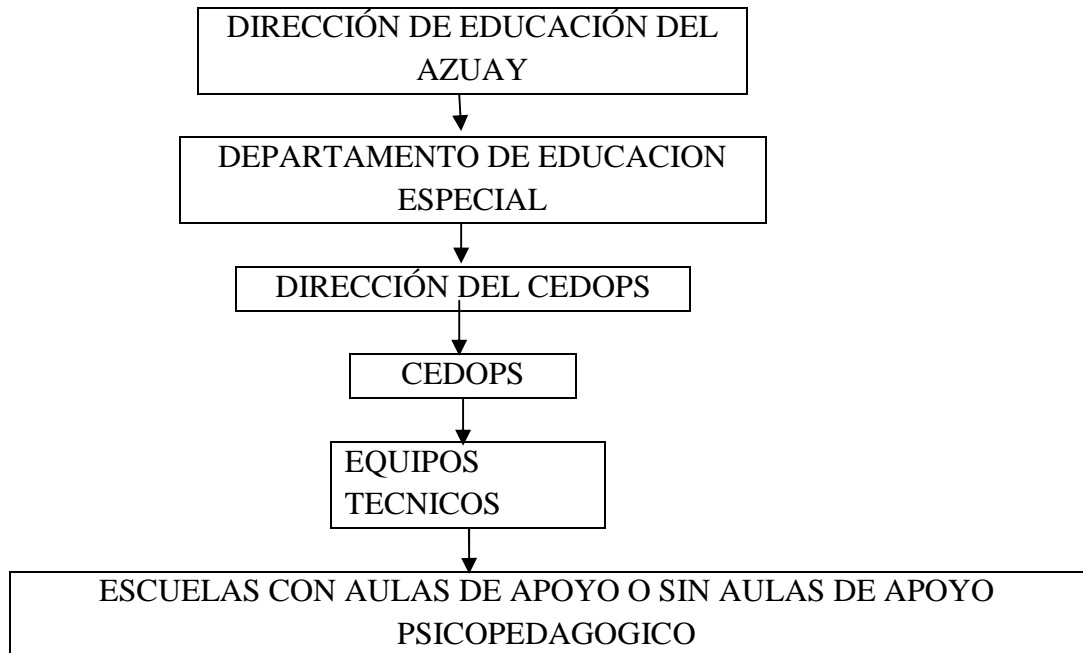 DIRECCIÓN DE EDUCACIÓN DEL
AZUAY
DEPARTAMENTO DE EDUCACION
ESPECIAL
DIRECCIÓN DEL CEDOPS
CEDOPS
EQUIPOS
TECNICOS
ESCUELAS CON AULAS DE APOYO O SIN AULAS DE APOYO
PSICOPEDAGOGICO